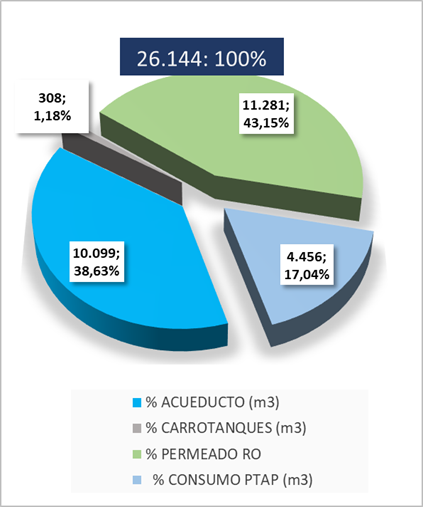 26.144: 100%
308;
1,18%
11.281;
43,15%
10.099;
38,63%
4.456;
17,04%
% ACUEDUCTO (m3)
% CARROTANQUES (m3)
% PERMEADO RO
% CONSUMO PTAP (m3)